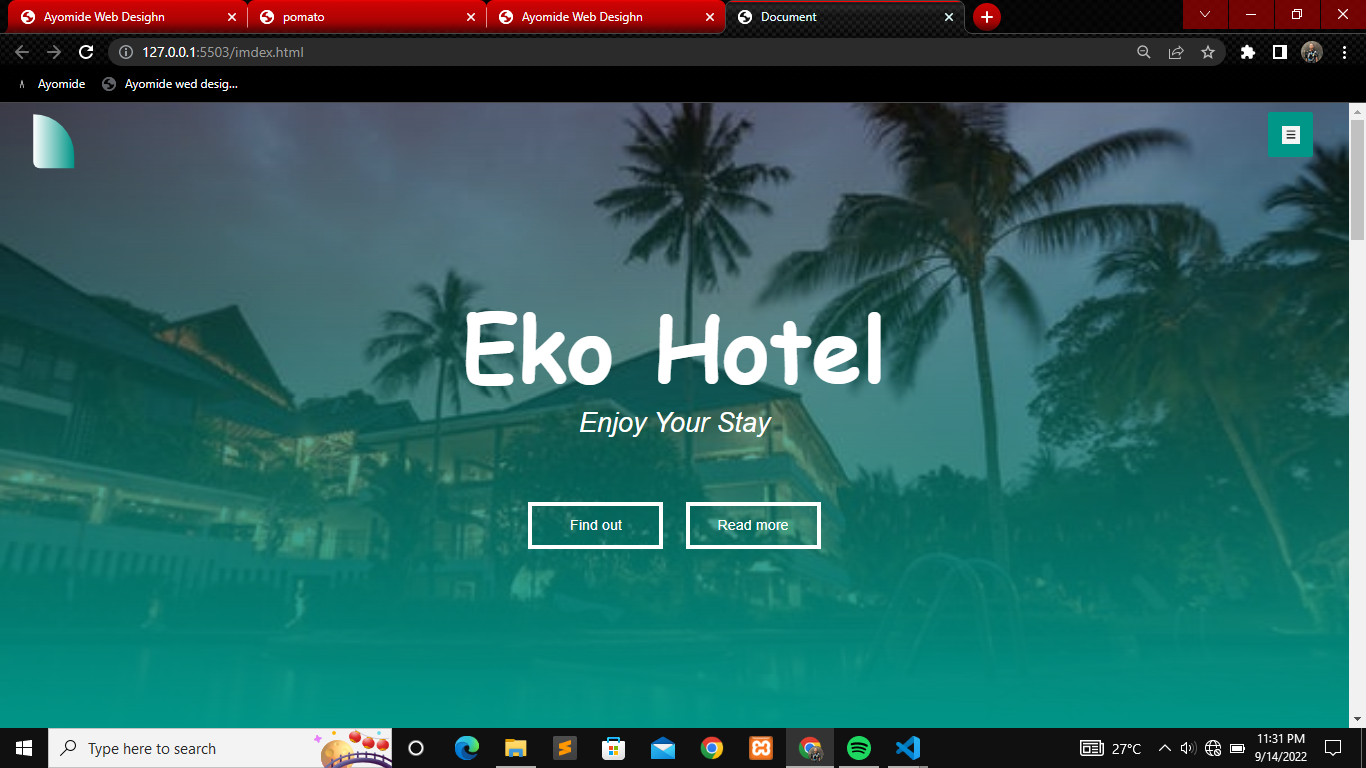 Ayomide Web Desighn
pomato
Ayomide Web Desighn
Document
127.0.0.1:5503/imdex.html
Ayomide
Ayomide wed desig...
Eko Hotel
Enjoy Your Stay
Find out
Read more
Type here to search
27°C
11:31 PM
9/14/2022